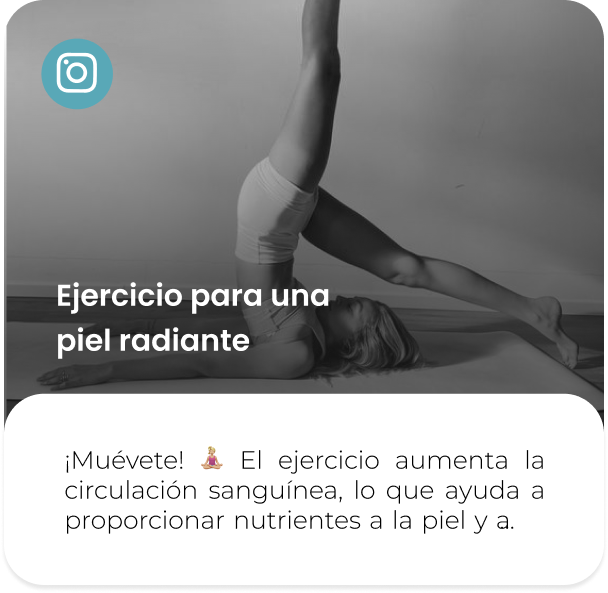 Ejercicio para una
piel radiante
¡Muévete! 🧘🏼‍♀️ El ejercicio aumenta la
circulación sanguínea, lo que ayuda a
proporcionar nutrientes a la piel y a.